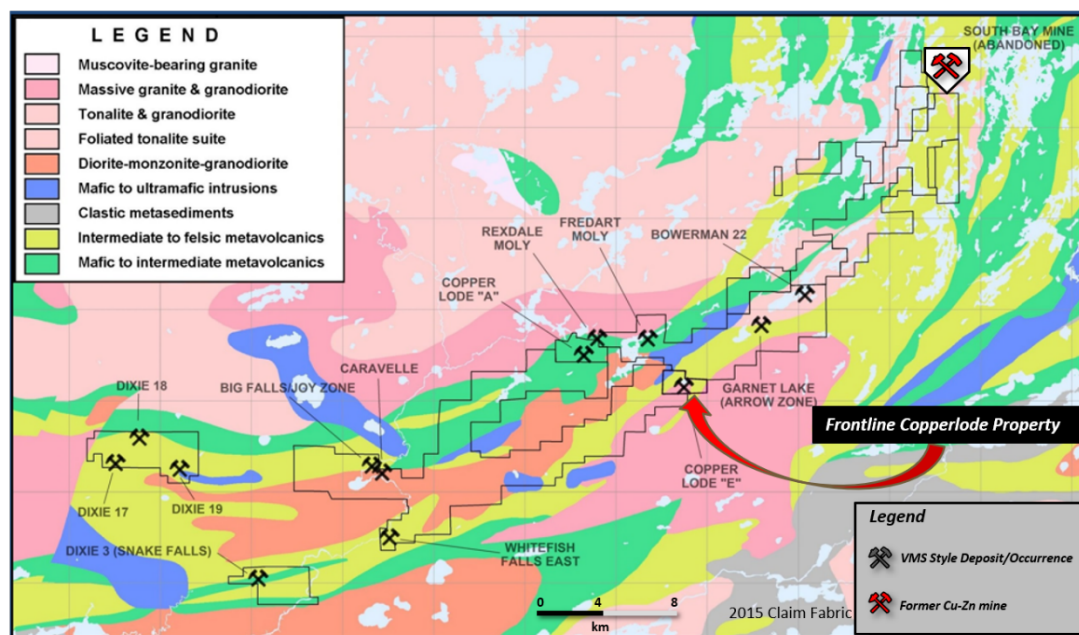 LEGEND
Muscovite-bearing granite
Massive granite & granodiorite
Tonalite & granodiorite
Foliated tonalite suite
Diorite-monzonite-granodiorite
Mafic to ultramafic intrusions
Clastic metasediments
Intermediate to felsic metavolcanics
Mafic to intermediate metavolcanics
SOUTH BAY MINE
(ABANDONED)
FREDART
MOLY
REXDALE
MOLY
BOWERMAN 22
COPPER
LODE "A"
CARAVELLE
BIG FALLS/JOY ZONE
DIXIE 18
GARNET LAKE
(ARROW ZONE)
Frontline Copperlode Property
COPPER
LODE "E"
DIXIE 17
DIXIE 19
DIXIE 3 (SNAKE FALLS)
WHITEFISH
FALLS EAST
Legend
VMS Style Deposit/Occurrence
Former Cu-Zn mine
0 4 8
km
2015 Claim Fabric